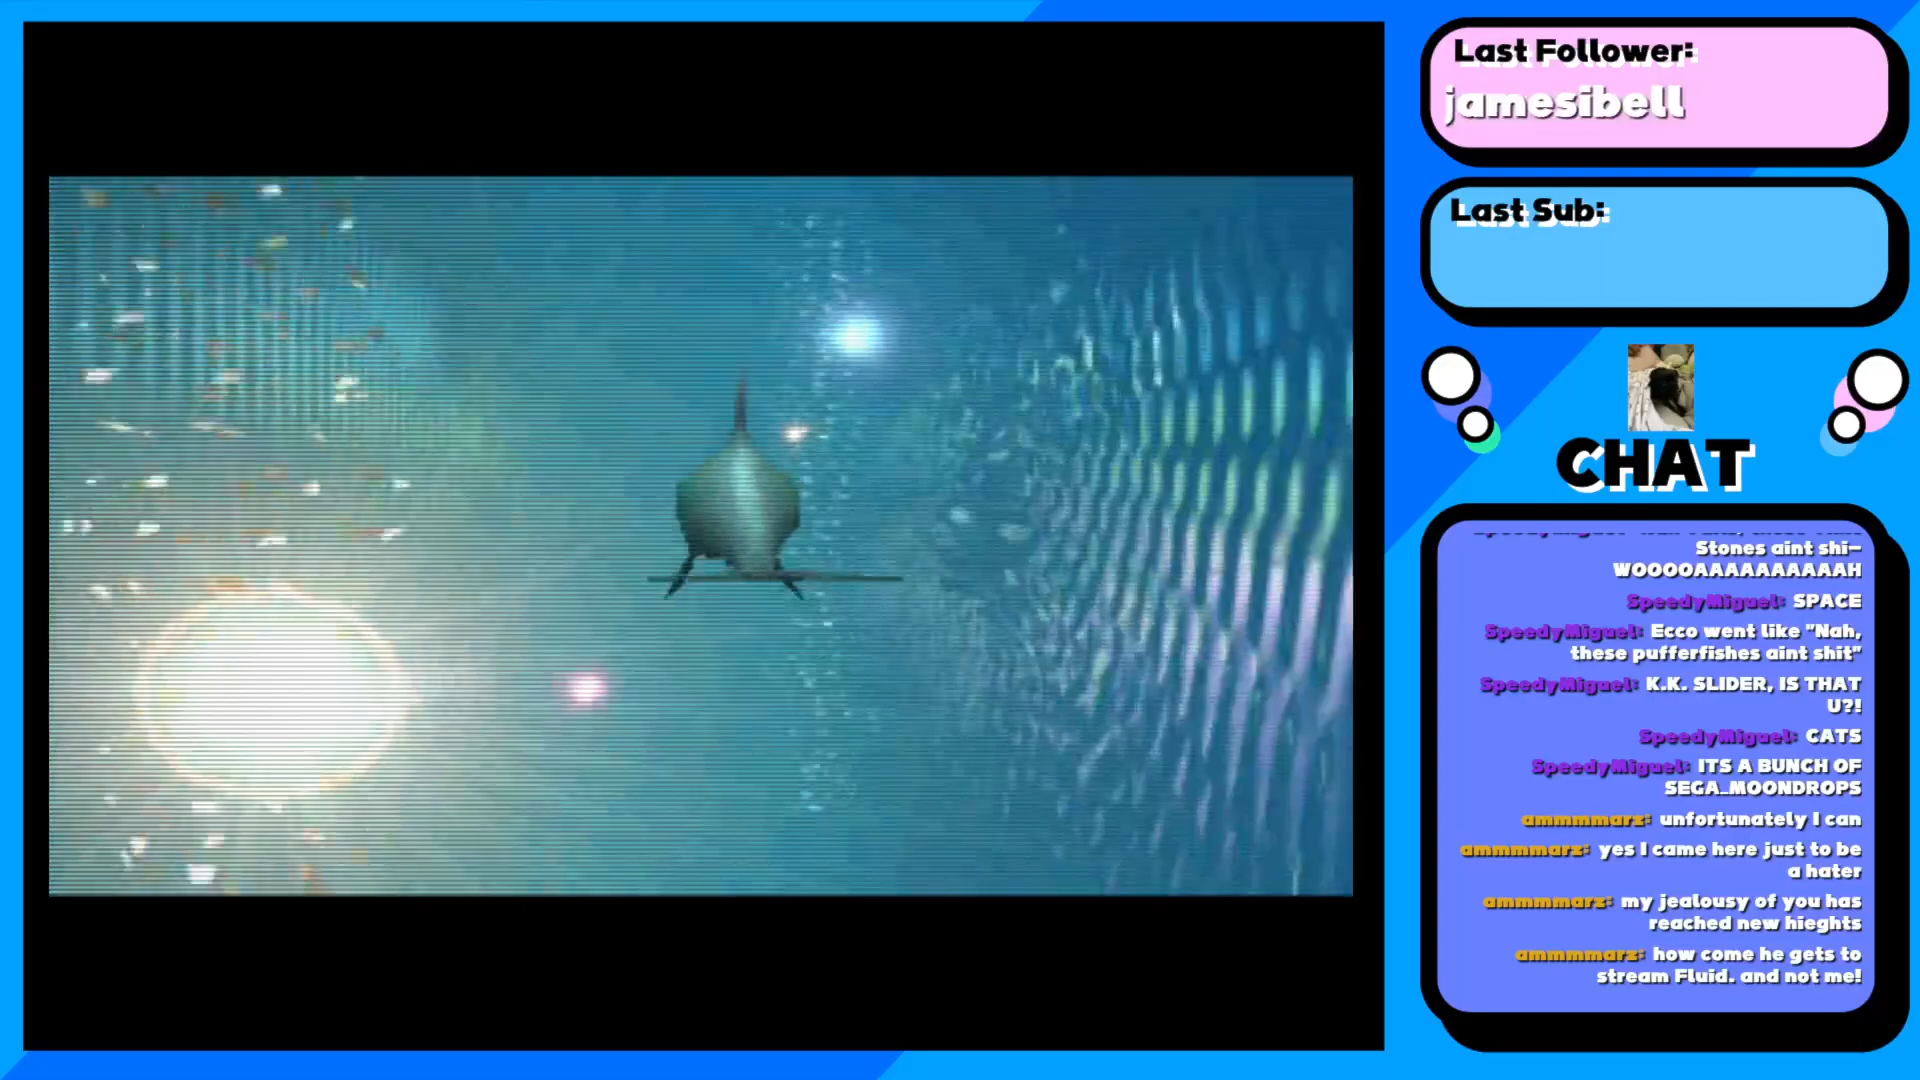 Last Follower:
jamesibell
Last Sub:
CHAT
Stones aint shi-
WOOOOAAAAAAAAAAAH
SpeedyMiguel: SPACE
SpeedyMiguel: Ecco went like "Nah,
these pufferfishes aint shit"
SpeedyMiguel: K.K. SLIDER, IS THAT
U?!
SpeedyMiguel: CATS
SpeedyMiguel: ITS A BUNCH OF
SEGA_MOONDROPS
ammmmarz: unfortunately I can
ammmmarz: yes I came here just to be
a hater
ammmmarz: my jealousy of you has
reached new hieghts
ammmmarz: how come he gets to
stream Fluid. and not me!